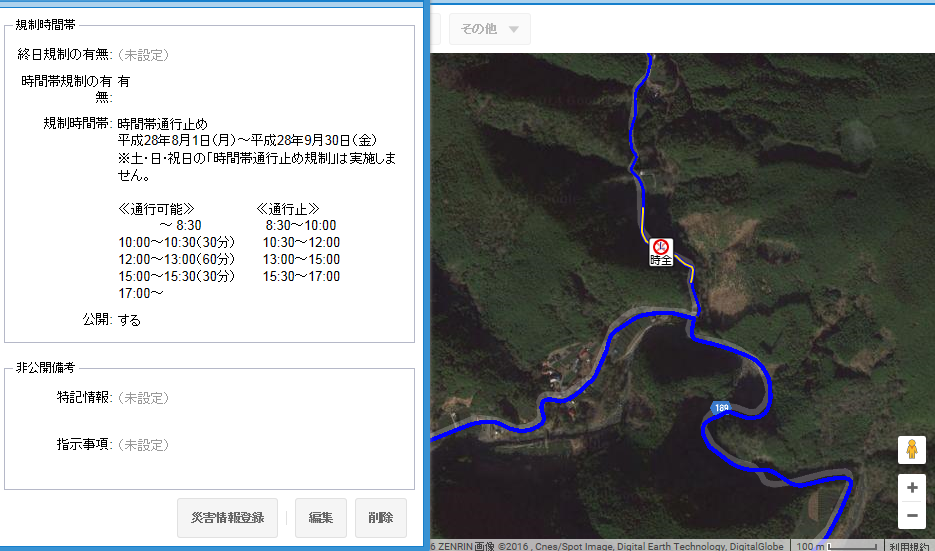 規制時間帯
終日規制の有無: (未設定)
時間帯規制の有無: 有
規制時間帯: 時間帯通行止め
平成28年8月1日(月)～平成28年9月30日(金)
※土・日・祝日の「時間帯通行止め規制」は実施しま
せん。
≪通行可能≫ ≪通行止≫
～ 8:30 8:30～10:00
10:00～10:30(30分) 10:30～12:00
12:00～13:00(60分) 13:00～15:00
15:00～15:30(30分) 15:30～17:00
17:00～
公開: する
非公開備考
特記情報: (未設定)
指示事項: (未設定)
災害情報登録 編集 削除
その他
時全
189
+
−
6 ZENRIN 画像 ©2016 , Cnes/Spot Image, Digital Earth Technology, DigitalGlobe 100 m 利用規約